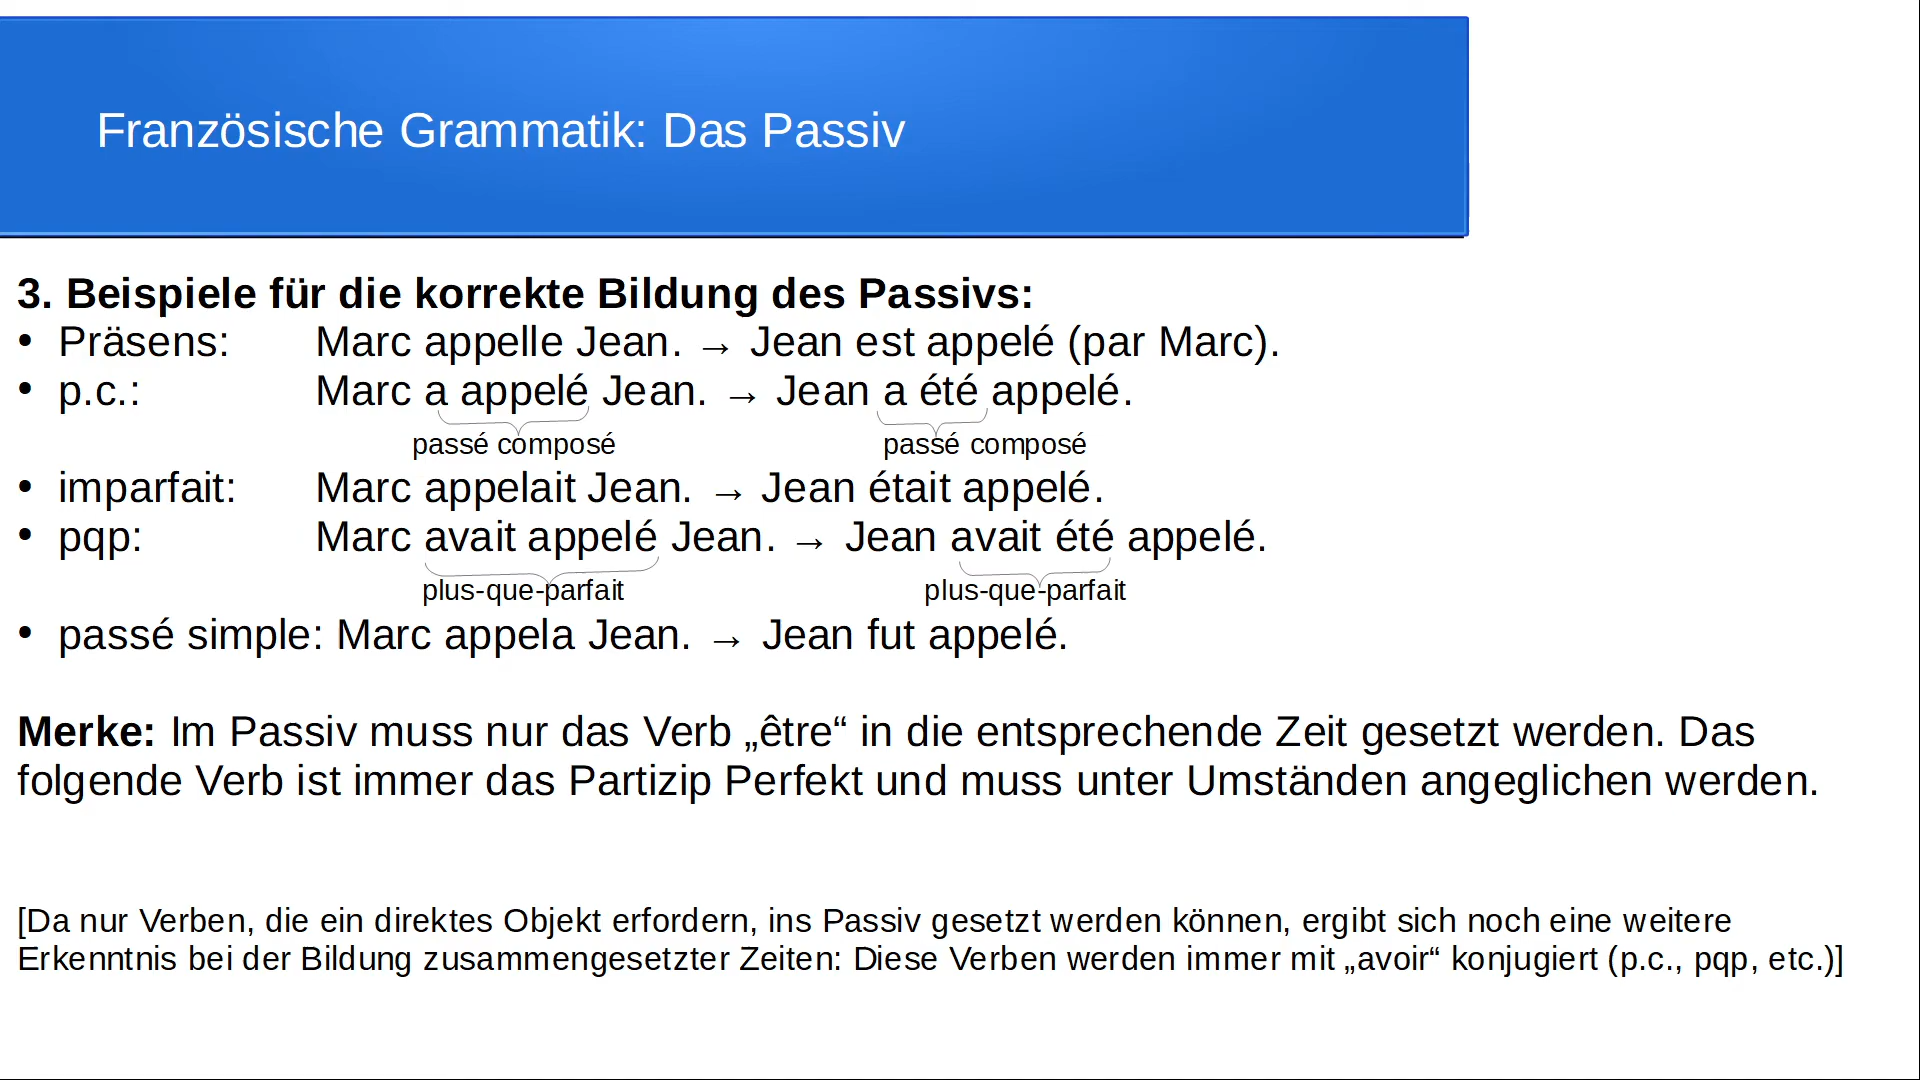 Französische Grammatik: Das Passiv
3. Beispiele für die korrekte Bildung des Passivs:
• Präsens: Marc appelle Jean. → Jean est appelé (par Marc).
• p.c.: Marc a appelé Jean. → Jean a été appelé.
passé composé passé composé
• imparfait: Marc appelait Jean. → Jean était appelé.
• pqp: Marc avait appelé Jean. → Jean avait été appelé.
plus-que-parfait plus-que-parfait
• passé simple: Marc appela Jean. → Jean fut appelé.
Merke: Im Passiv muss nur das Verb „être“ in die entsprechende Zeit gesetzt werden. Das
folgende Verb ist immer das Partizip Perfekt und muss unter Umständen angeglichen werden.
[Da nur Verben, die ein direktes Objekt erfordern, ins Passiv gesetzt werden können, ergibt sich noch eine weitere
Erkenntnis bei der Bildung zusammengesetzter Zeiten: Diese Verben werden immer mit „avoir“ konjugiert (p.c., pqp, etc.)]